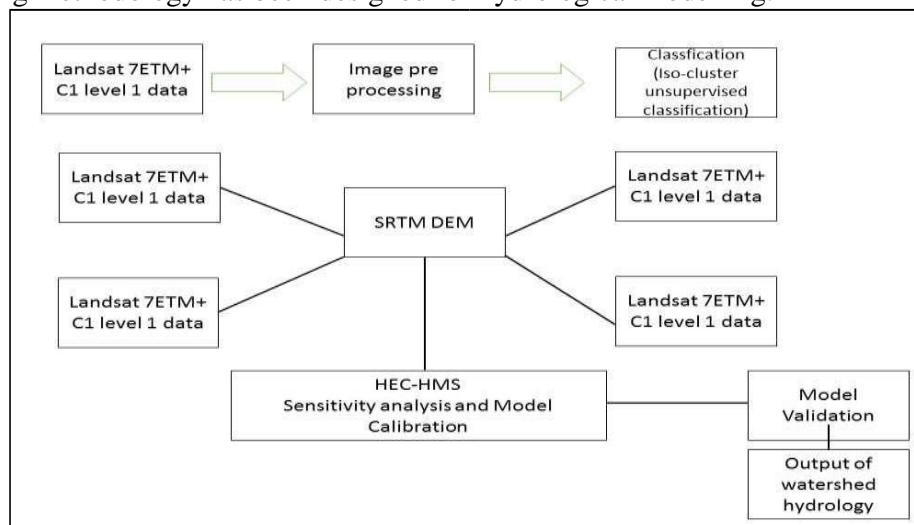 Landsat 7ETM+
C1 level 1 data
Image pre
processing
Classfication
(Iso-cluster
unsupervised
classification)
Landsat 7ETM+
C1 level 1 data
Landsat 7ETM+
C1 level 1 data
SRTM DEM
Landsat 7ETM+
C1 level 1 data
Landsat 7ETM+
C1 level 1 data
HEC-HMS
Sensitivity analysis and Model
Calibration
Model
Validation
Output of
watershed
hydrology